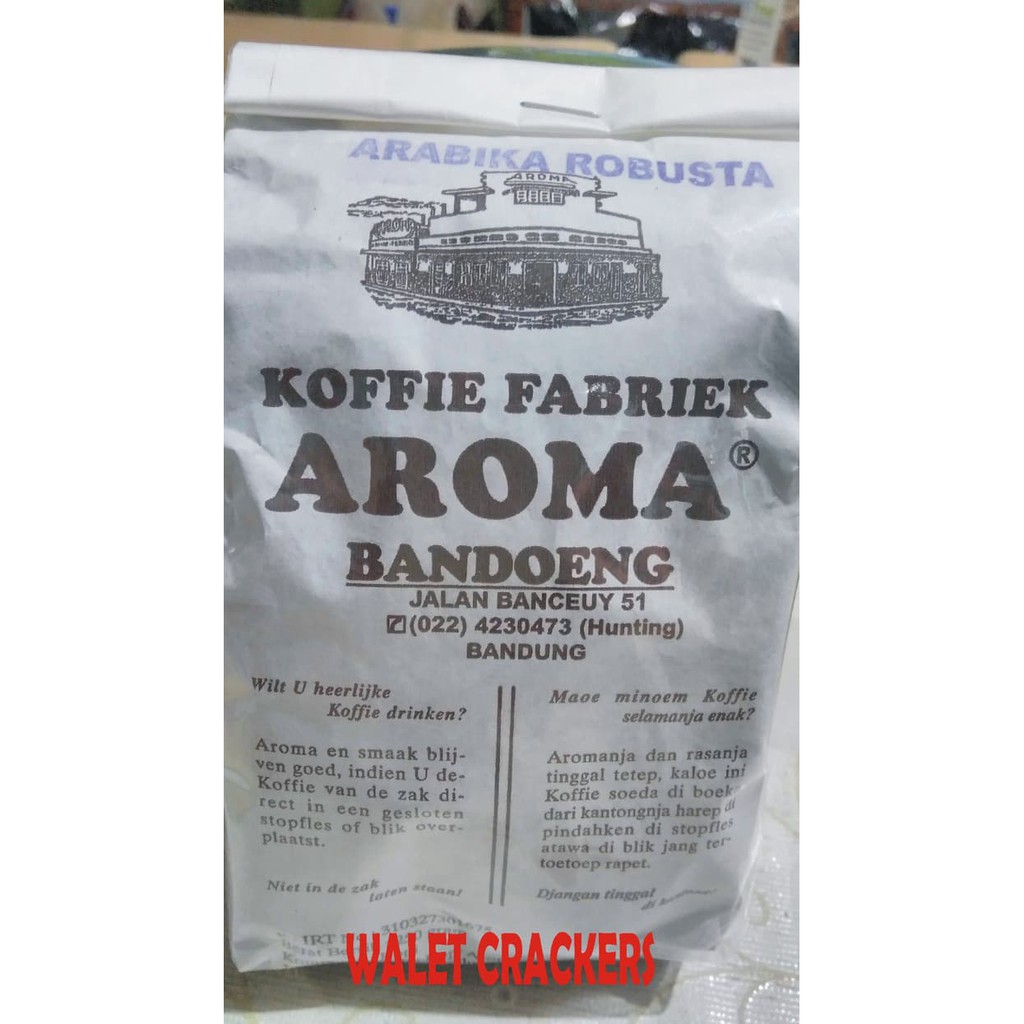 ARABIKA ROBUSTA
AROMA
KOFFIE FABRIEK
AROMA®
BANDOENG
JALAN BANCEUY 51
✆(022) 4230473 (Hunting)
BANDUNG
Wilt U heerlijke
Koffie drinken?
Aroma en smaak blij-
ven goed, indien U de-
Koffie van de zak di-
rect in een gesloten
stopfles of blik over-
plaatst.
Niet in de zak
laten staan!
Maoe minoem Koffie
selamanja enak?
Aromanja dan rasanja
tinggal tetep, kaloe ini
Koffie soeda di boek
dari kantongnja harep di
pindahken di stopfles
atawa di blik jang ter-
toetoep rapet.
Djangan tinggal
di
IRT
Berat
WALET CRACKERS